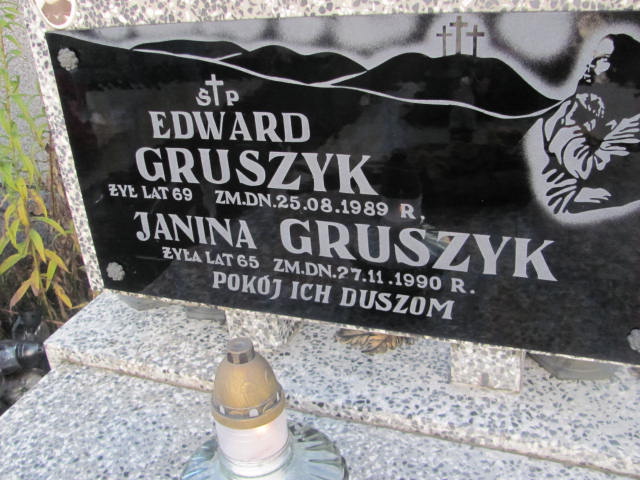 Ś†P
EDWARD
GRUSZYK
ŻYŁ LAT 69 ZM.DN.25.08.1989 R,
JANINA GRUSZYK
ŻYŁA LAT 65 ZM.DN.27.11.1990 R.
POKÓJ ICH DUSZOM